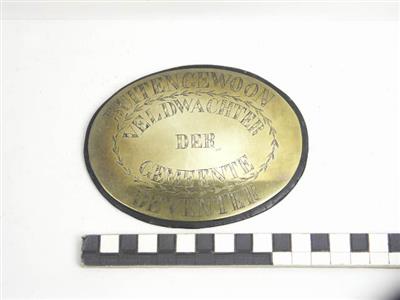 BUITENGEWOON
VELDWACHTER
DER
GEMEENTE
DEVENTER